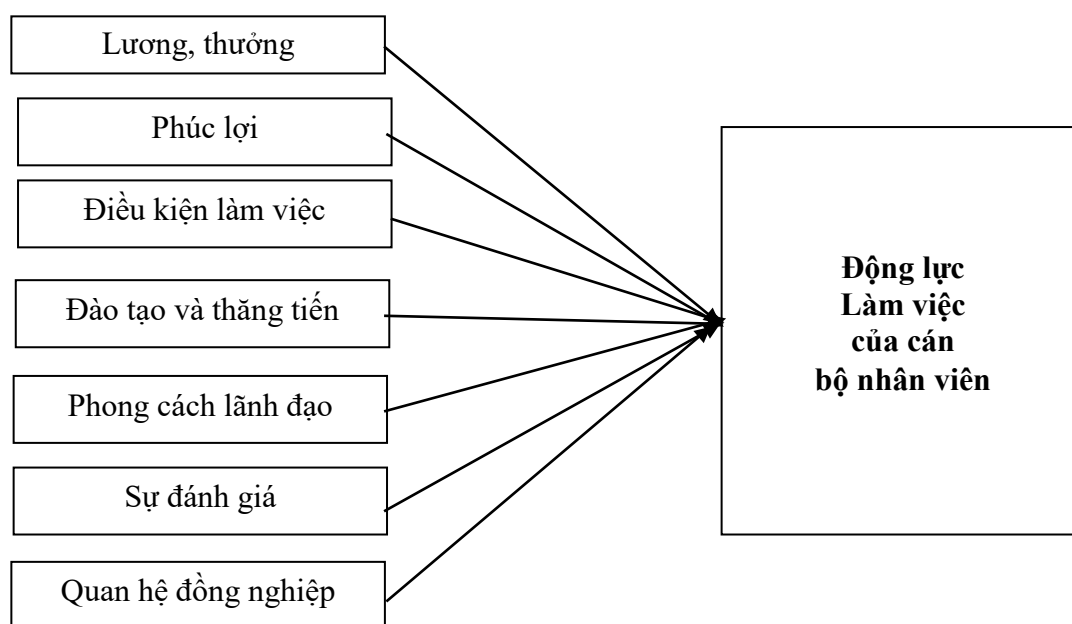 Lương, thưởng
Phúc lợi
Điều kiện làm việc
Đào tạo và thăng tiến
Phong cách lãnh đạo
Sự đánh giá
Quan hệ đồng nghiệp
Động lực
Làm việc
của cán
bộ nhân viên